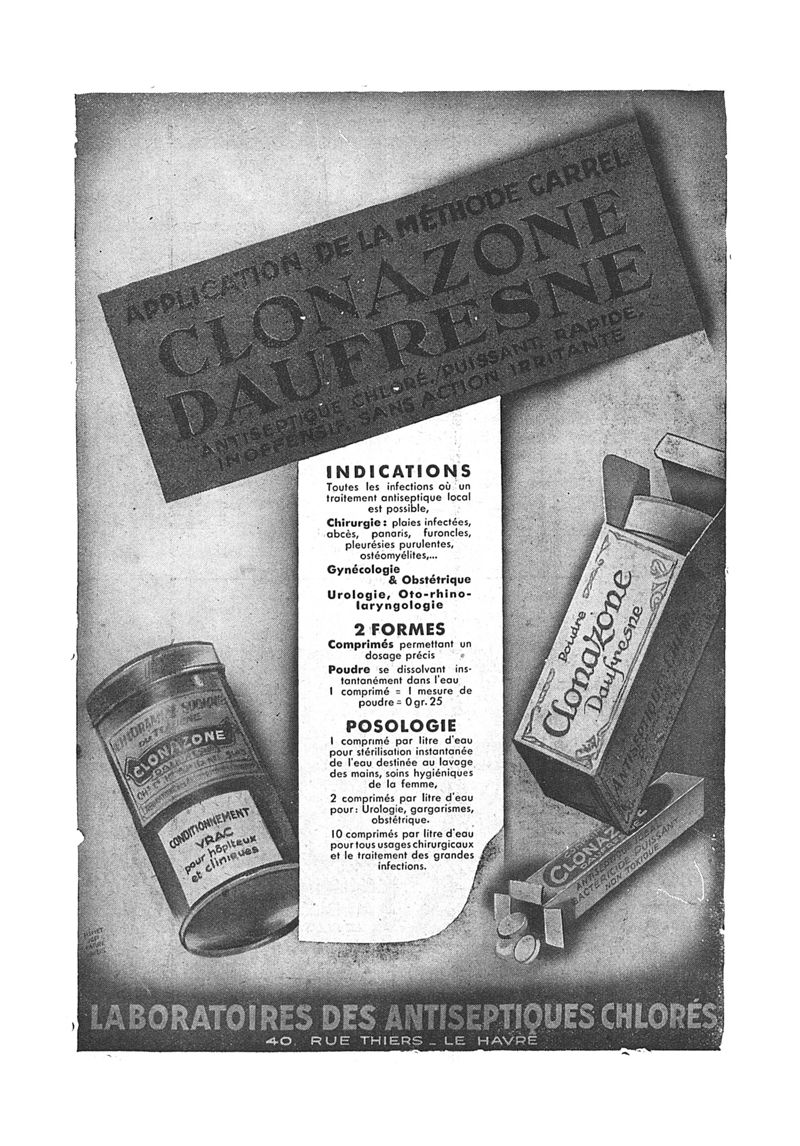 APPLICATION DE LA MÉTHODE CARREL
CLONAZONE
DAUFRESNE
ANTISEPTIQUE CHLORÉ, PUISSANT, RAPIDE,
INOFFENSIF, SANS ACTION IRRITANTE
INDICATIONS
Toutes les infections où un
traitement antiseptique local
est possible,
Chirurgie: plaies infectées,
abcès, panaris, furoncles,
pleurésies purulentes,
ostéomyélites,...
Gynécologie
& Obstétrique
Urologie, Oto-rhino-
laryngologie
2 FORMES
Comprimés permettant un
dosage précis
Poudre se dissolvant ins-
tantanément dans l'eau
1 comprimé = 1 mesure de
poudre = 0 gr. 25
POSOLOGIE
1 comprimé par litre d'eau
pour stérilisation instantanée
de l'eau destinée au lavage
des mains, soins hygiéniques
de la femme,
2 comprimés par litre d'eau
pour: Urologie, gargarismes,
obstétrique.
10 comprimés par litre d'eau
pour tous usages chirurgicaux
et le traitement des grandes
infections.
CLONAZONE
CONDITIONNEMENT
VRAC
pour hôpitaux
et cliniques
Poudre
Clonazone
Daufresne
CLONAZONE
LABORATOIRES DES ANTISEPTIQUES CHLORÉS
40, RUE THIERS _ LE HAVRE